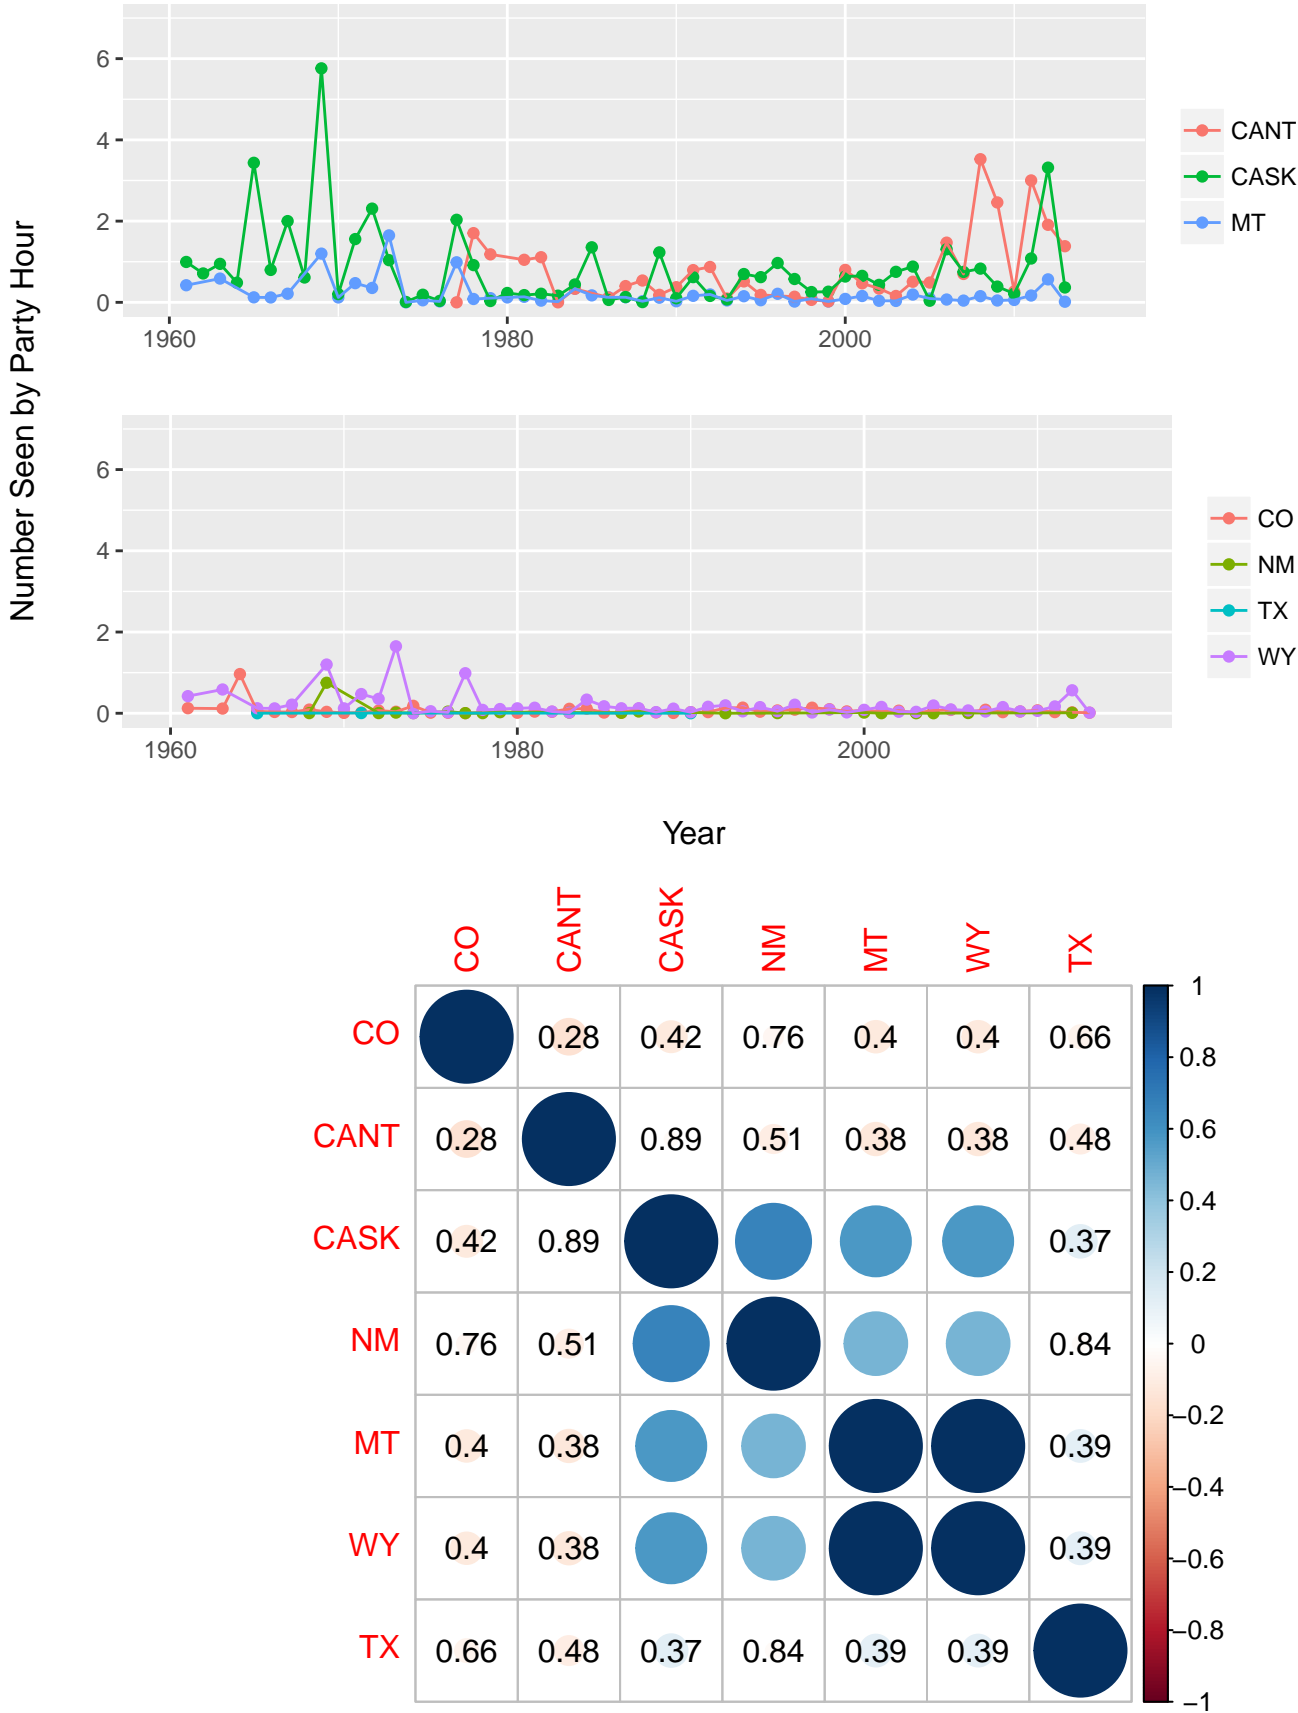 6
4
2
0
1960 1980 2000
CANT
CASK
MT
Number Seen by Party Hour
6
4
2
0
1960 1980 2000
CO
NM
TX
WY
Year
CO CANT CASK NM MT WY TX
CO 0.28 0.42 0.76 0.4 0.4 0.66
CANT 0.28 0.89 0.51 0.38 0.38 0.48
CASK 0.42 0.89 0.37
NM 0.76 0.51 0.84
MT 0.4 0.38 0.39
WY 0.4 0.38 0.39
TX 0.66 0.48 0.37 0.84 0.39 0.39
1
0.8
0.6
0.4
0.2
0
−0.2
−0.4
−0.6
−0.8
−1